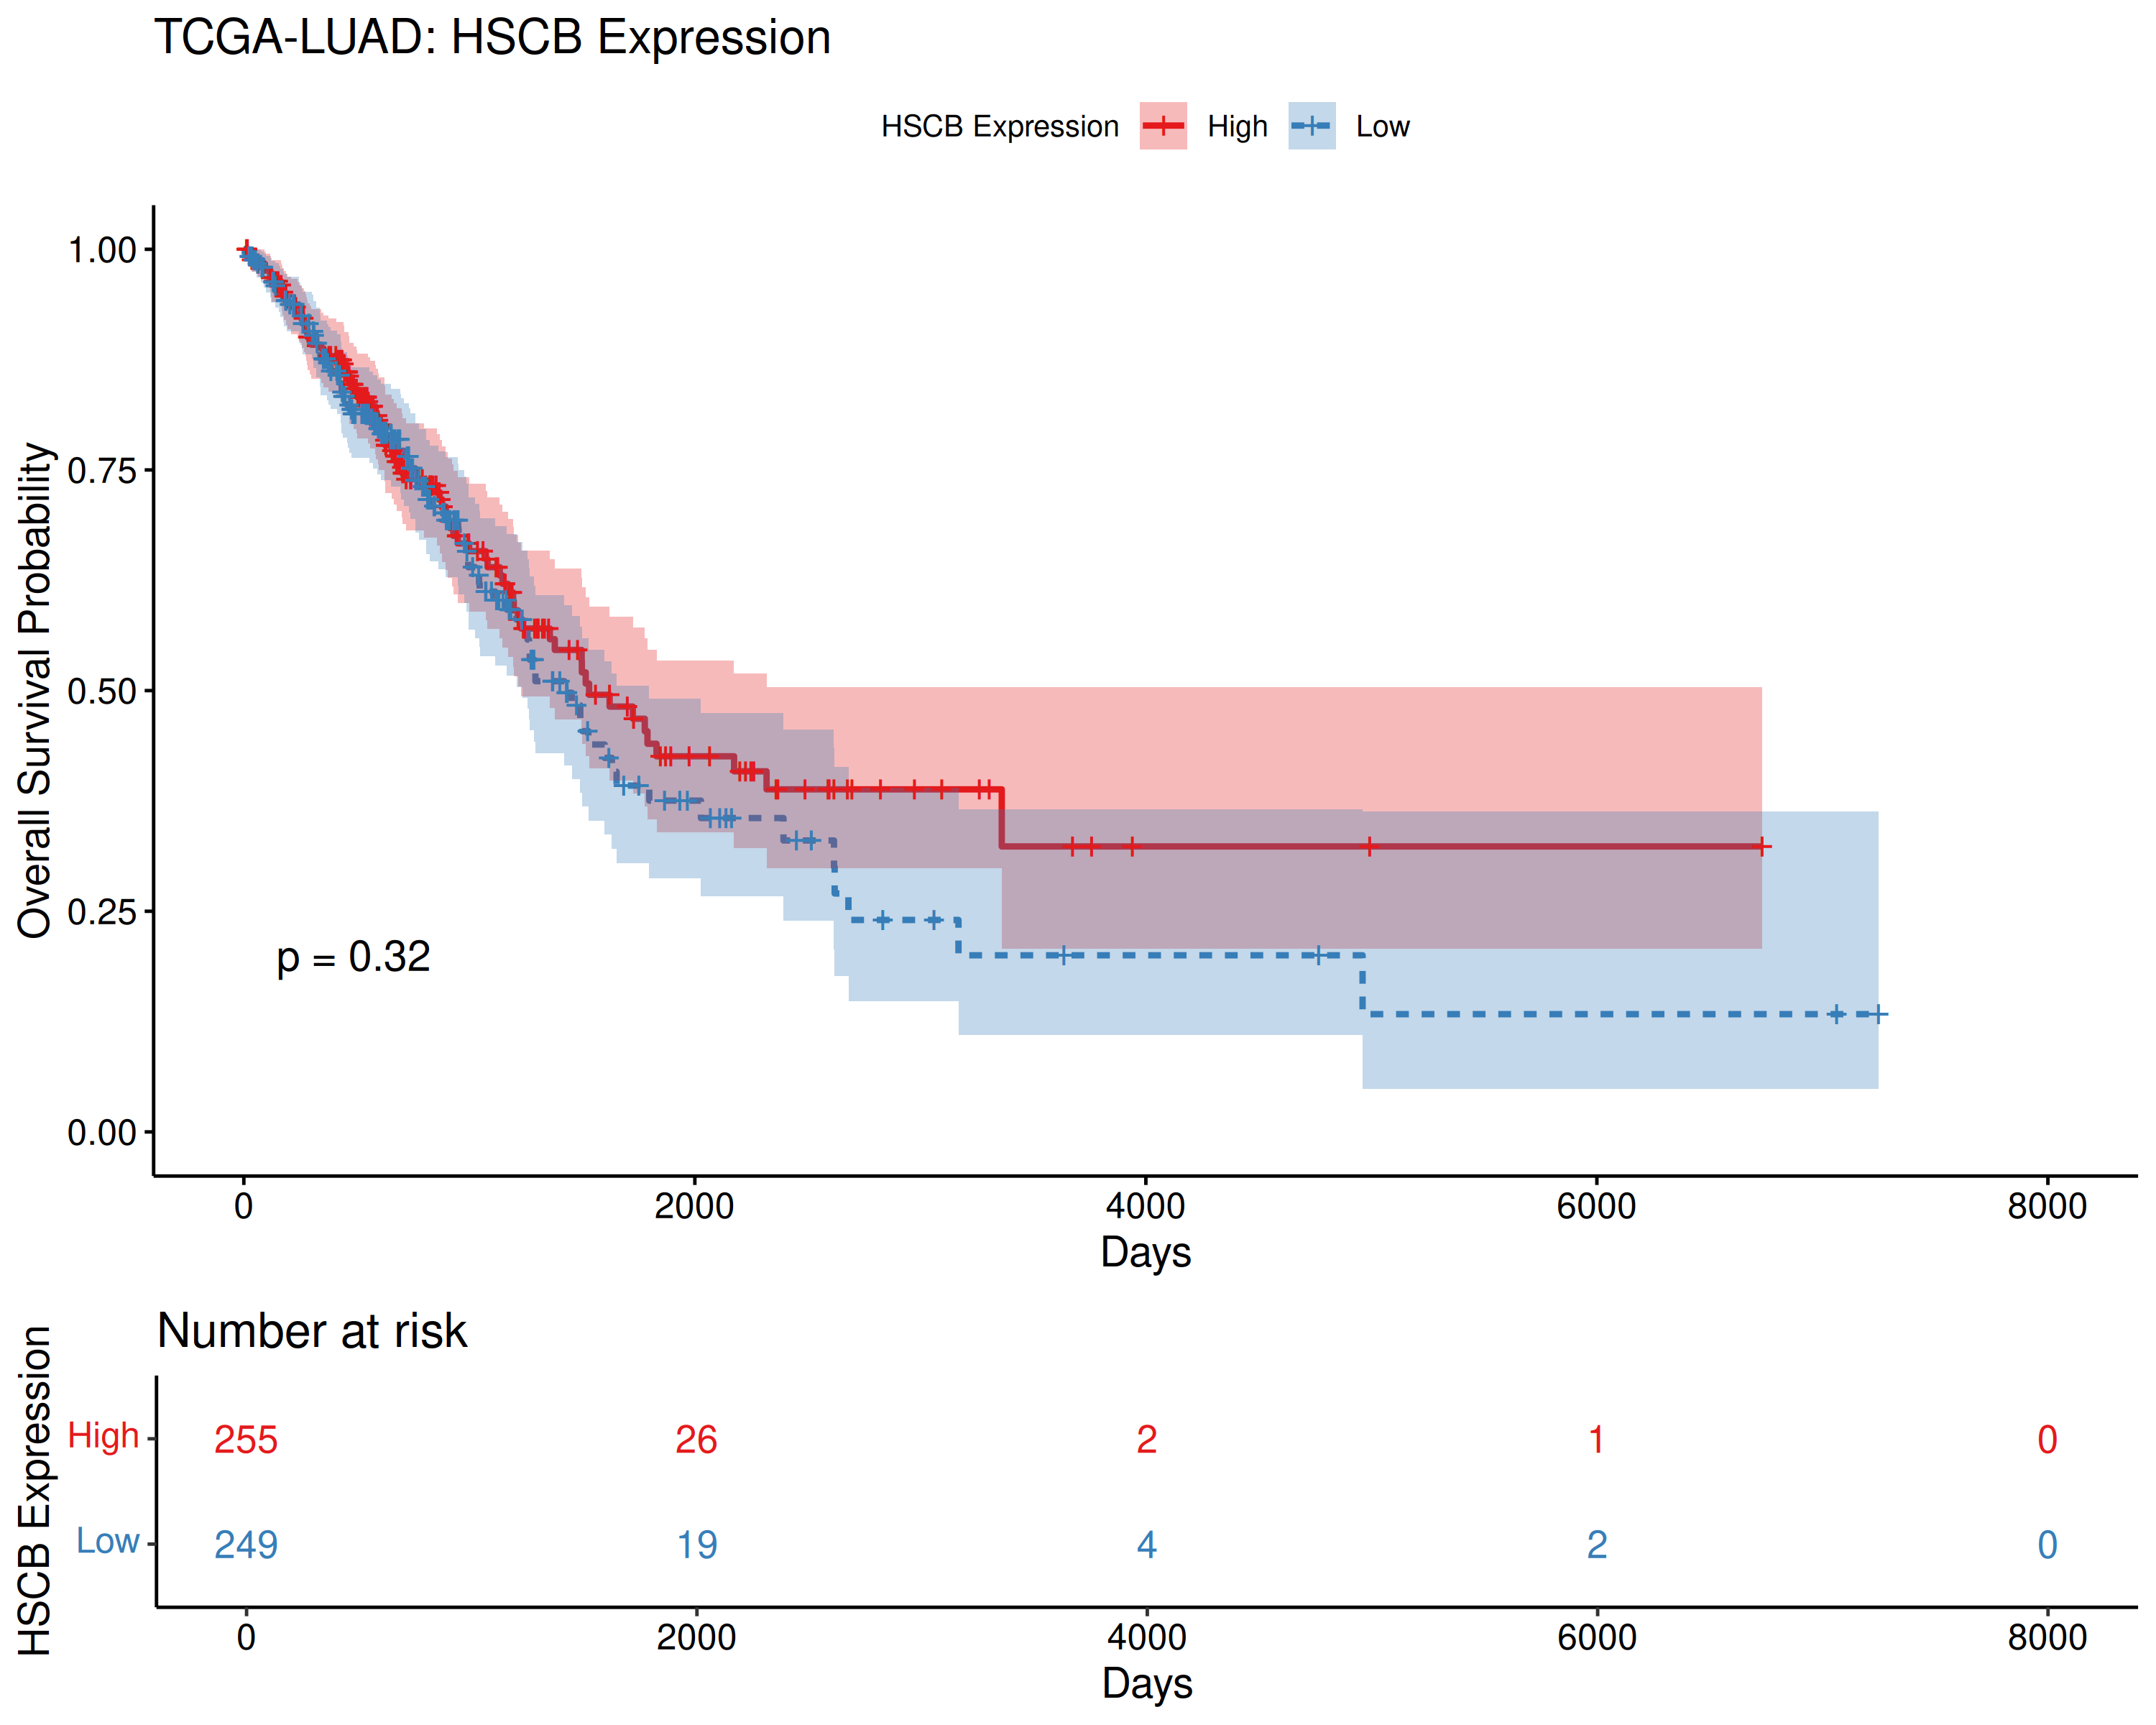 TCGA-LUAD: HSCB Expression
HSCB Expression High Low
Overall Survival Probability
1.00
0.75
0.50
0.25
0.00
p = 0.32
0 2000 4000 6000 8000
Days
Number at risk
HSCB Expression
High 255 26 2 1 0
Low 249 19 4 2 0
0 2000 4000 6000 8000
Days